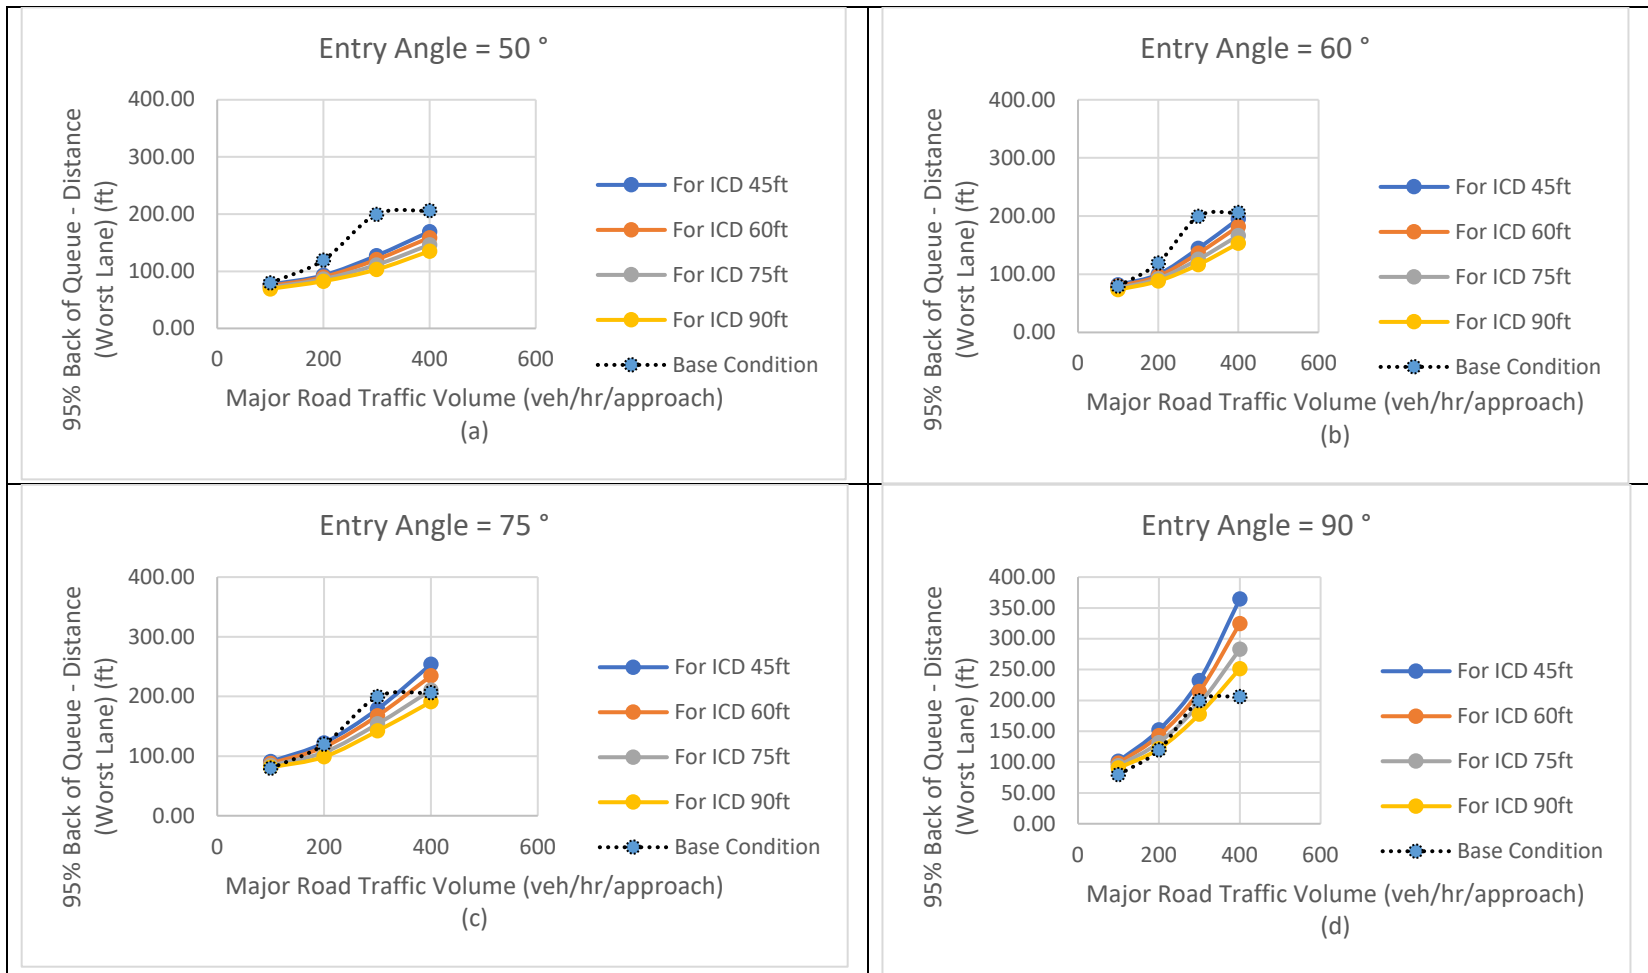 Entry Angle = 50 °
95% Back of Queue - Distance
(Worst Lane) (ft)
400.00
300.00
200.00
100.00
0.00
0 200 400 600
Major Road Traffic Volume (veh/hr/approach)
(a)
For ICD 45ft
For ICD 60ft
For ICD 75ft
For ICD 90ft
Base Condition
Entry Angle = 60 °
95% Back of Queue - Distance
(Worst Lane) (ft)
400.00
300.00
200.00
100.00
0.00
0 200 400 600
Major Road Traffic Volume (veh/hr/approach)
(b)
For ICD 45ft
For ICD 60ft
For ICD 75ft
For ICD 90ft
Base Condition
Entry Angle = 75 °
95% Back of Queue - Distance
(Worst Lane) (ft)
400.00
300.00
200.00
100.00
0.00
0 200 400 600
Major Road Traffic Volume (veh/hr/approach)
(c)
For ICD 45ft
For ICD 60ft
For ICD 75ft
For ICD 90ft
Base Condition
Entry Angle = 90 °
95% Back of Queue - Distance
(Worst Lane) (ft)
400.00
350.00
300.00
250.00
200.00
150.00
100.00
50.00
0.00
0 200 400 600
Major Road Traffic Volume (veh/hr/approach)
(d)
For ICD 45ft
For ICD 60ft
For ICD 75ft
For ICD 90ft
Base Condition